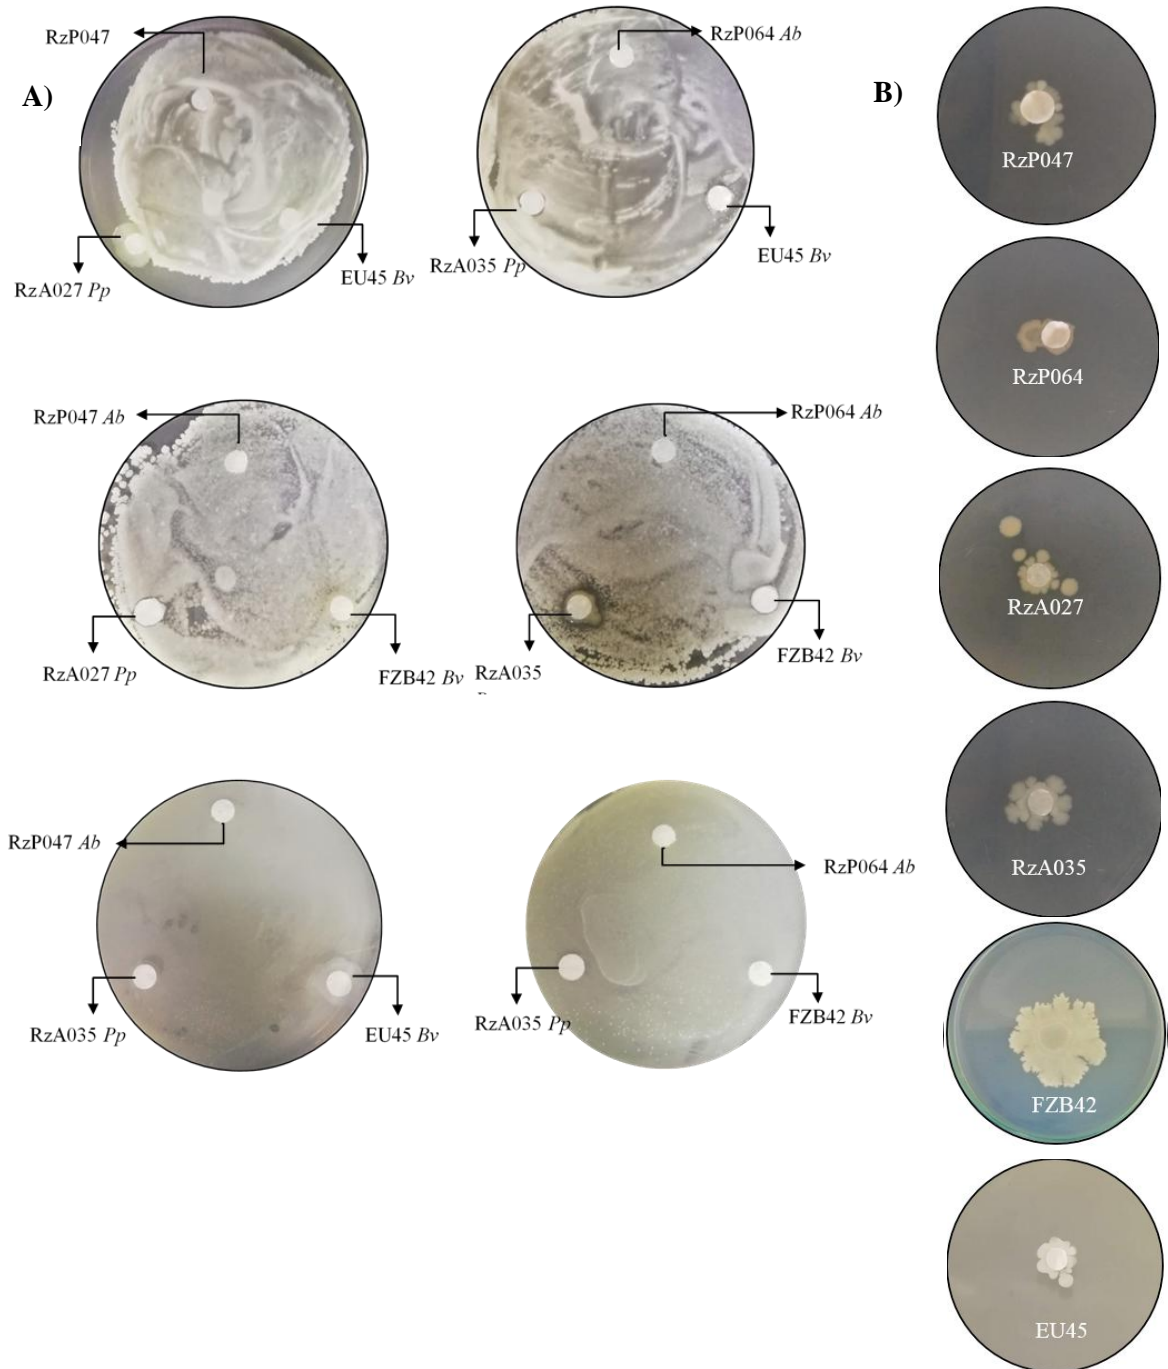 A)
RzP047
RzP064 Ab
RzA027 Pp
EU45 Bv
RzA035 Pp
EU45 Bv
RzP047 Ab
RzP064 Ab
RzA027 Pp
FZB42 Bv
RzA035
FZB42 Bv
RzP047 Ab
RzP064 Ab
RzA035 Pp
EU45 Bv
RzA035 Pp
FZB42 Bv
B)
RzP047
RzP064
RzA027
RzA035
FZB42
EU45